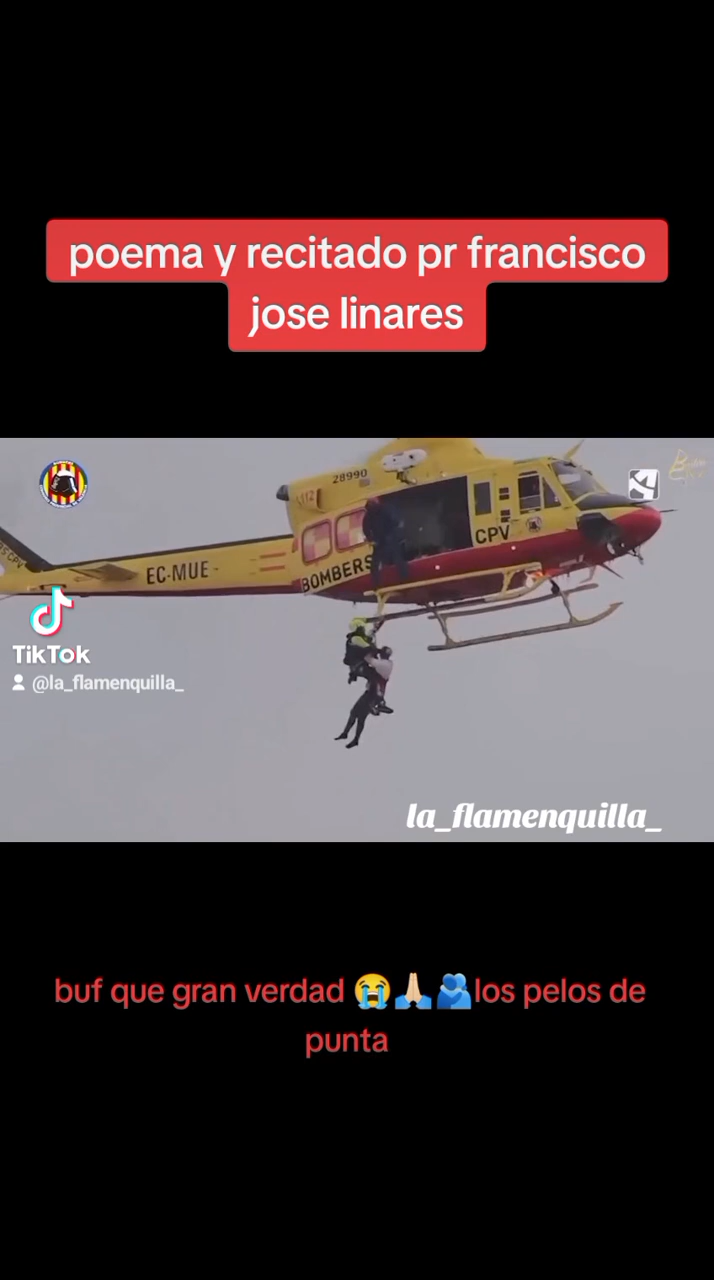 poema y recitado pr francisco
jose linares
28990
112
CPV
EC-MUE
BOMBERS
TikTok
@la_flamenquilla_
la_flamenquilla_
buf que gran verdad 😭🙏🏻🫂los pelos de
punta